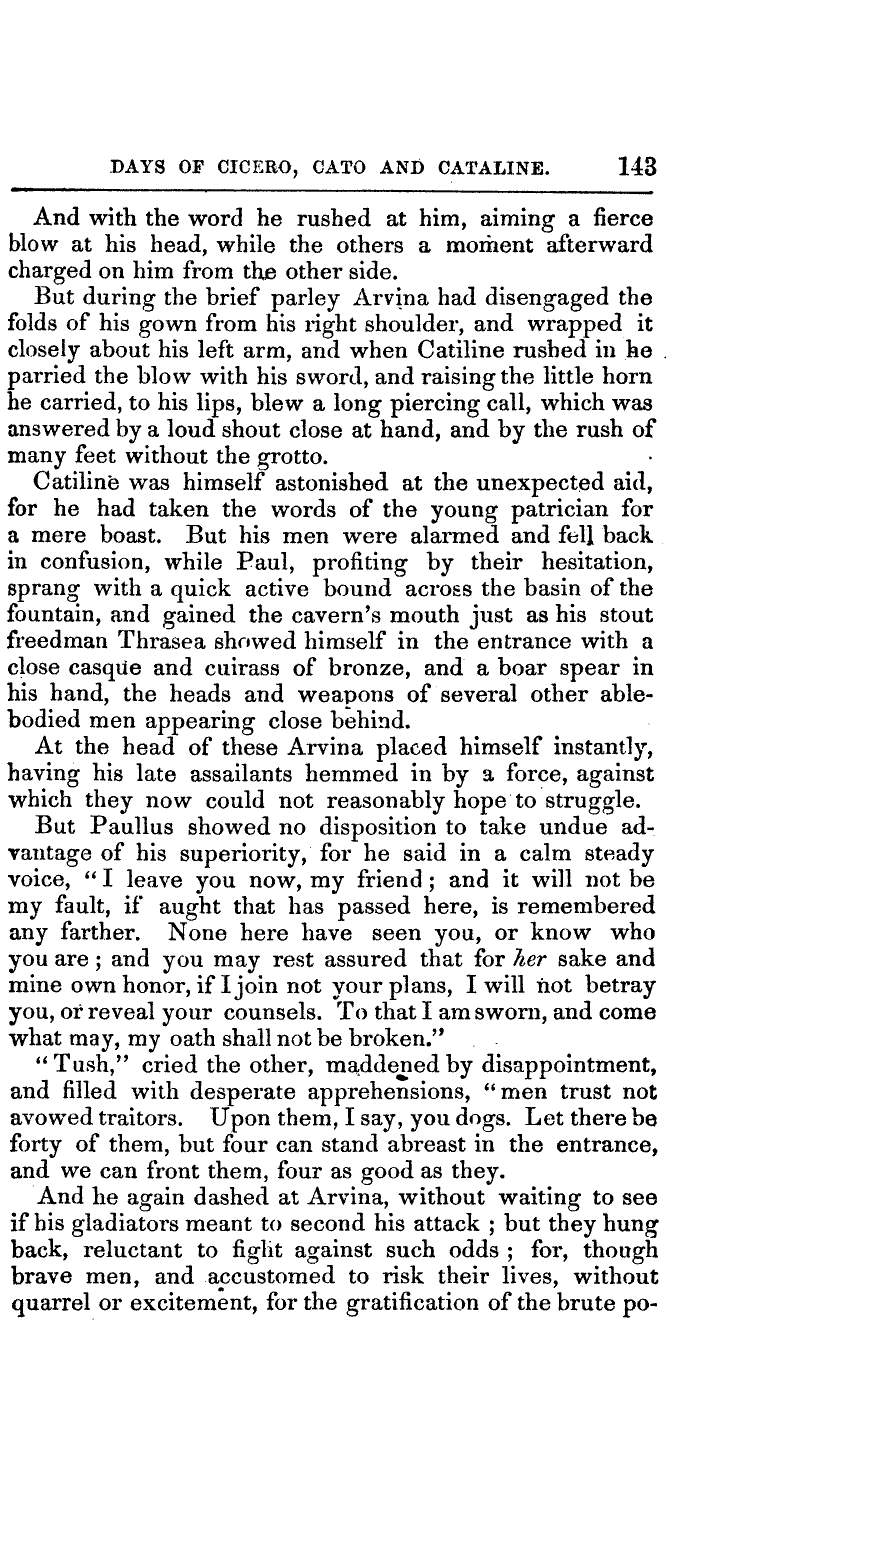 DAYS OF CICERO, CATO AND CATALINE. 143
And with the word he rushed at him, aiming a fierce
blow at his head, while the others a moment afterward
charged on him from the other side.
But during the brief parley Arvina had disengaged the
folds of his gown from his right shoulder, and wrapped it
closely about his left arm, and when Catiline rushed in he
parried the blow with his sword, and raising the little horn
he carried, to his lips, blew a long piercing call, which was
answered by a loud shout close at hand, and by the rush of
many feet without the grotto.
Catiline was himself astonished at the unexpected aid,
for he had taken the words of the young patrician for
a mere boast. But his men were alarmed and fell back
in confusion, while Paul, profiting by their hesitation,
sprang with a quick active bound across the basin of the
fountain, and gained the cavern's mouth just as his stout
freedman Thrasea showed himself in the entrance with a
close casque and cuirass of bronze, and a boar spear in
his hand, the heads and weapons of several other able-
bodied men appearing close behind.
At the head of these Arvina placed himself instantly,
having his late assailants hemmed in by a force, against
which they now could not reasonably hope to struggle.
But Paullus showed no disposition to take undue ad-
vantage of his superiority, for he said in a calm steady
voice, "I leave you now, my friend; and it will not be
my fault, if aught that has passed here, is remembered
any farther. None here have seen you, or know who
you are; and you may rest assured that for her sake and
mine own honor, if I join not your plans, I will not betray
you, or reveal your counsels. To that I am sworn, and come
what may, my oath shall not be broken."
"Tush," cried the other, maddened by disappointment,
and filled with desperate apprehensions, "men trust not
avowed traitors. Upon them, I say, you dogs. Let there be
forty of them, but four can stand abreast in the entrance,
and we can front them, four as good as they.
And he again dashed at Arvina, without waiting to see
if his gladiators meant to second his attack; but they hung
back, reluctant to fight against such odds; for, though
brave men, and accustomed to risk their lives, without
quarrel or excitement, for the gratification of the brute po-